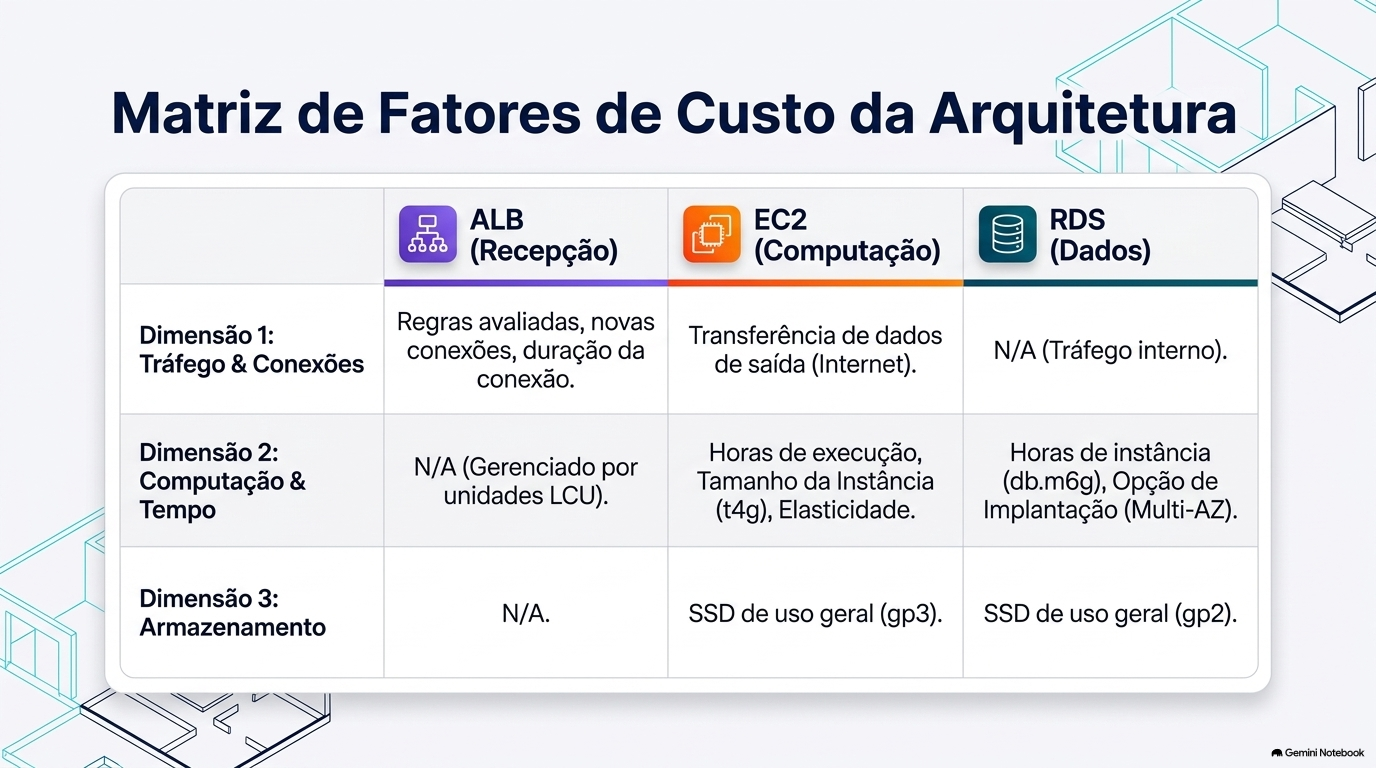 Matriz de Fatores de Custo da Arquitetura
ALB
(Recepção)
EC2
(Computação)
RDS
(Dados)
Dimensão 1:
Tráfego & Conexões
Regras avaliadas, novas
conexões, duração da
conexão.
Transferência de dados
de saída (Internet).
N/A (Tráfego interno).
Dimensão 2:
Computação &
Tempo
N/A (Gerenciado por
unidades LCU).
Horas de execução,
Tamanho da Instância
(t4g), Elasticidade.
Horas de instância
(db.m6g), Opção de
Implantação (Multi-AZ).
Dimensão 3:
Armazenamento
N/A.
SSD de uso geral (gp3).
SSD de uso geral (gp2).
Gemini Notebook